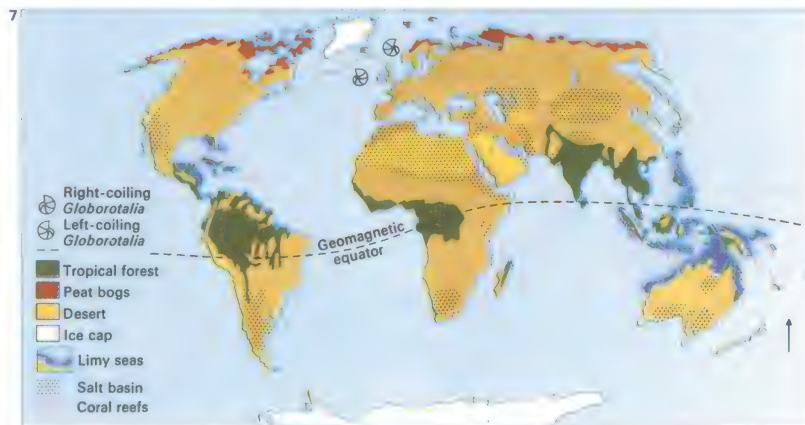 7
Right-coiling
Globorotalia
Left-coiling
Globorotalia
Geomagnetic
equator
Tropical forest
Peat bogs
Desert
Ice cap
Limy seas
Salt basin
Coral reefs